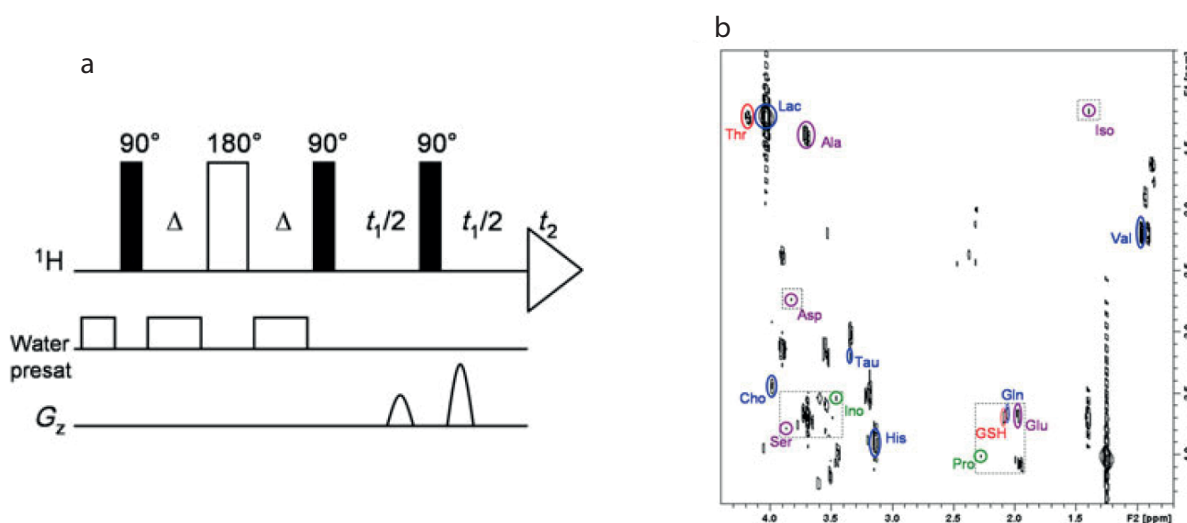 a
90° 180° 90° 90°
Δ Δ t₁/2 t₁/2 t₂
¹H
Water
presat
Gz
b
Lac
Thr
Ala
Iso
Val
Asp
Tau
Cho
Ino
Gln
GSH
Glu
Ser
His
Pro
4.0 3.5 3.0 2.5 2.0 1.5 F2 [ppm]